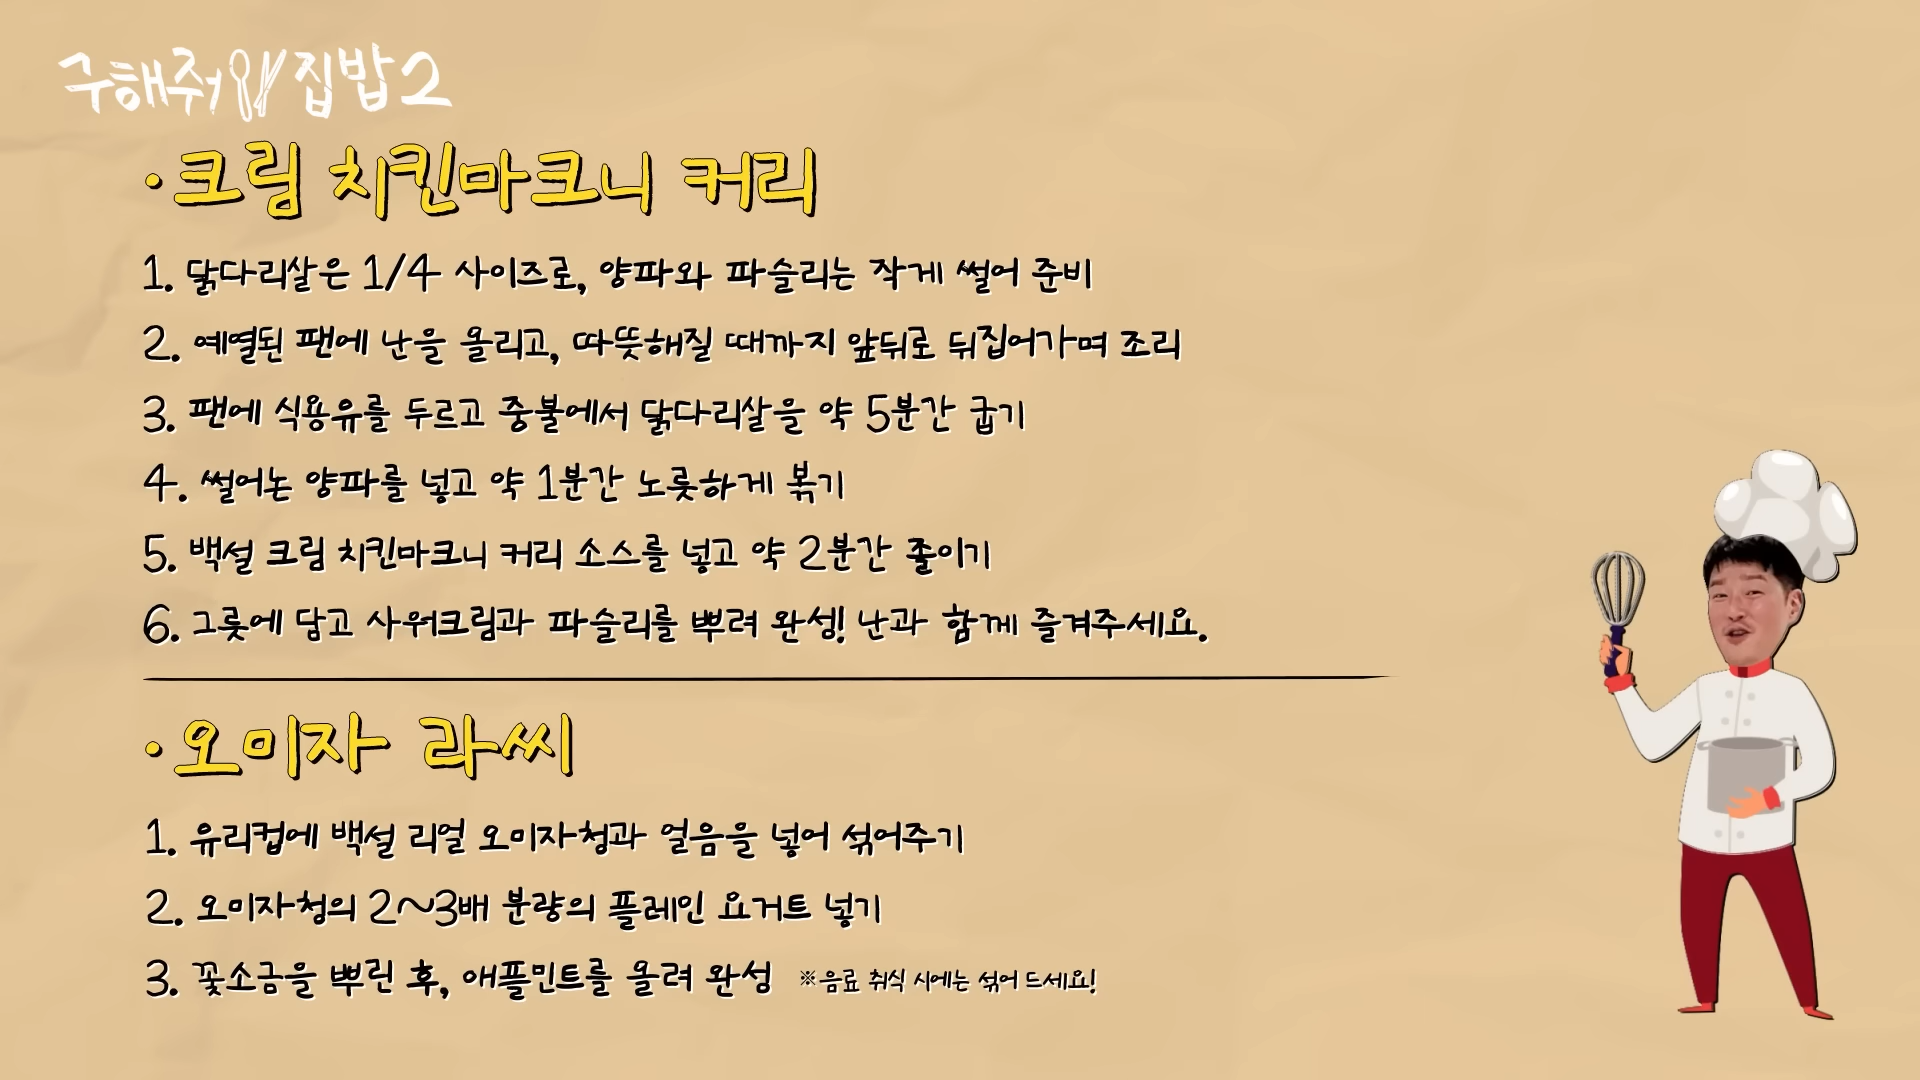 구해줘 집밥2
· 크림 치킨마크니 커리
1. 닭다리살은 1/4 사이즈로, 양파와 파슬리는 작게 썰어 준비
2. 예열된 팬에 난을 올리고, 따뜻해질 때까지 앞뒤로 뒤집어가며 조리
3. 팬에 식용유를 두르고 중불에서 닭다리살을 약 5분간 굽기
4. 썰어논 양파를 넣고 약 1분간 노릇하게 볶기
5. 백설 크림 치킨마크니 커리 소스를 넣고 약 2분간 졸이기
6. 그릇에 담고 사워크림과 파슬리를 뿌려 완성! 난과 함께 즐겨주세요.
· 오미자 라씨
1. 유리컵에 백설 리얼 오미자청과 얼음을 넣어 섞어주기
2. 오미자청의 2~3배 분량의 플레인 요거트 넣기
3. 꽃소금을 뿌린 후, 애플민트를 올려 완성 ※음료 취식 시에는 섞어 드세요!